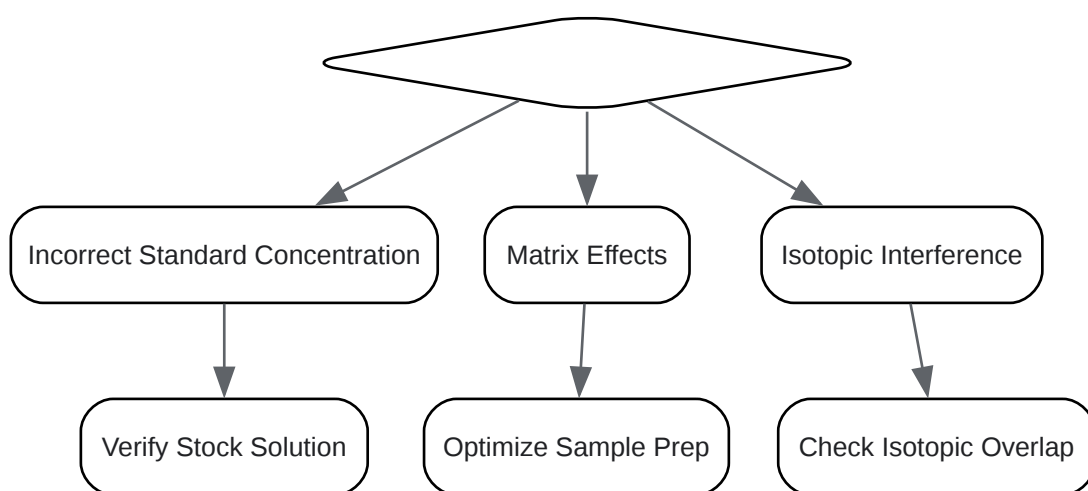 Incorrect Standard Concentration
Matrix Effects
Isotopic Interference
Verify Stock Solution
Optimize Sample Prep
Check Isotopic Overlap